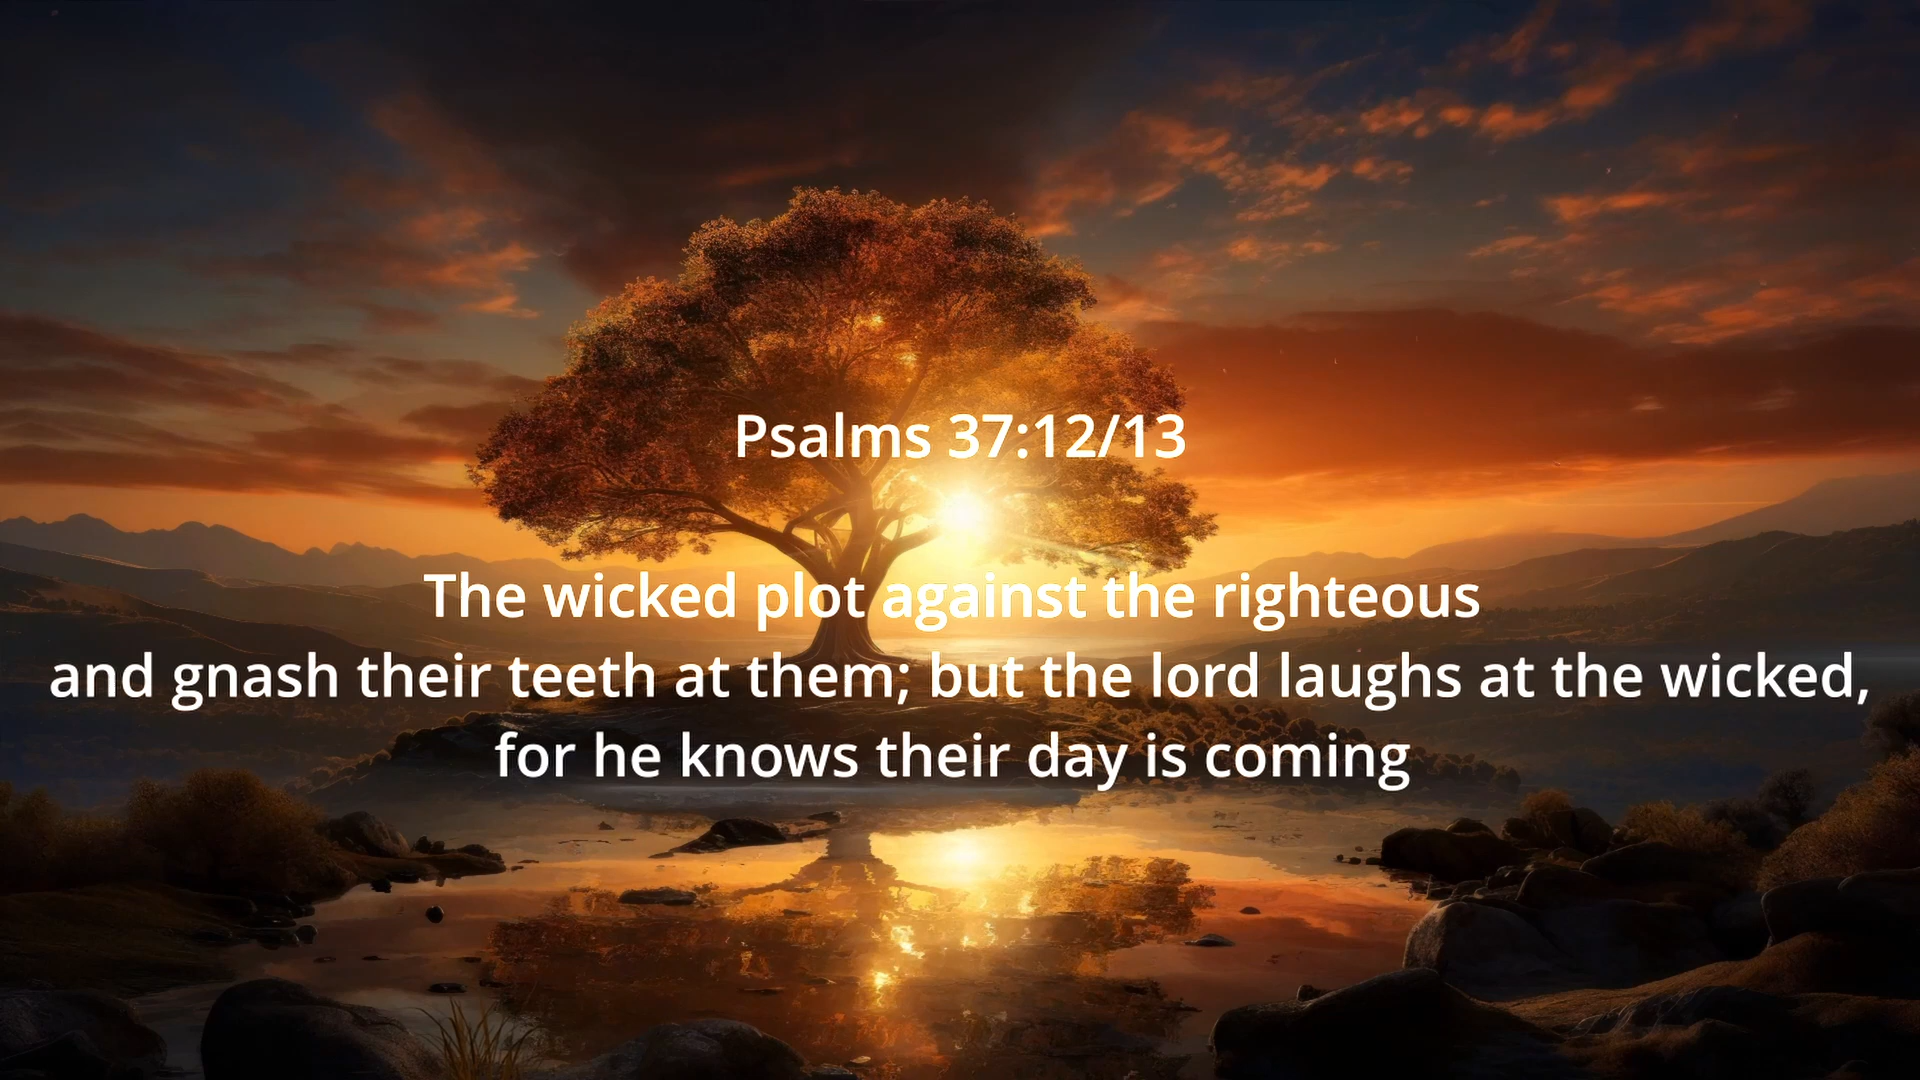 Psalms 37:12/13
The wicked plot against the righteous
and gnash their teeth at them; but the lord laughs at the wicked,
for he knows their day is coming